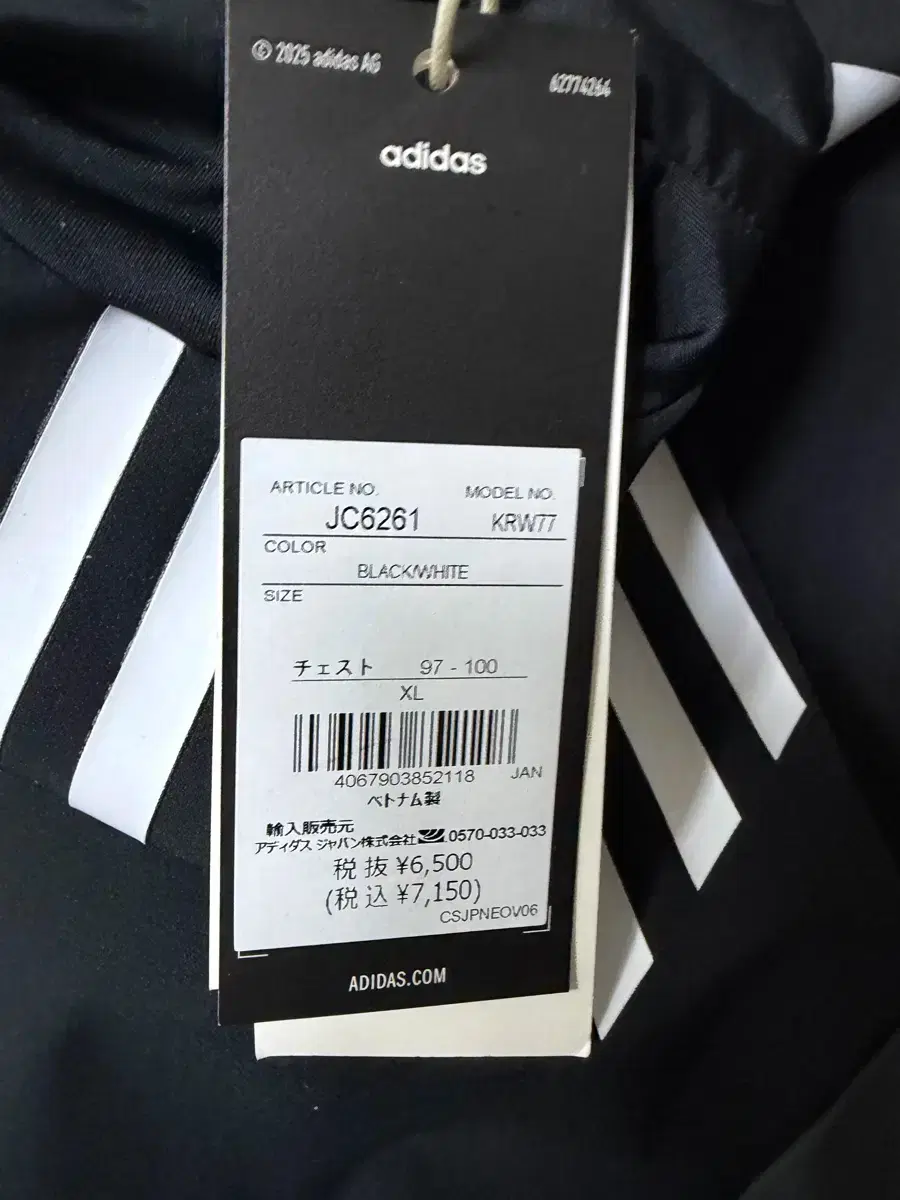 © 2025 adidas AG
62774264
adidas
ARTICLE NO. MODEL NO.
JC6261 KRW77
COLOR
BLACK/WHITE
SIZE
チェスト 97 - 100
XL
4067903852118 JAN
ベトナム製
輸入販売元
アディダス ジャパン株式会社 0570-033-033
税 抜 ¥6,500
(税 込 ¥7,150)
CSJPNEOV06
ADIDAS.COM